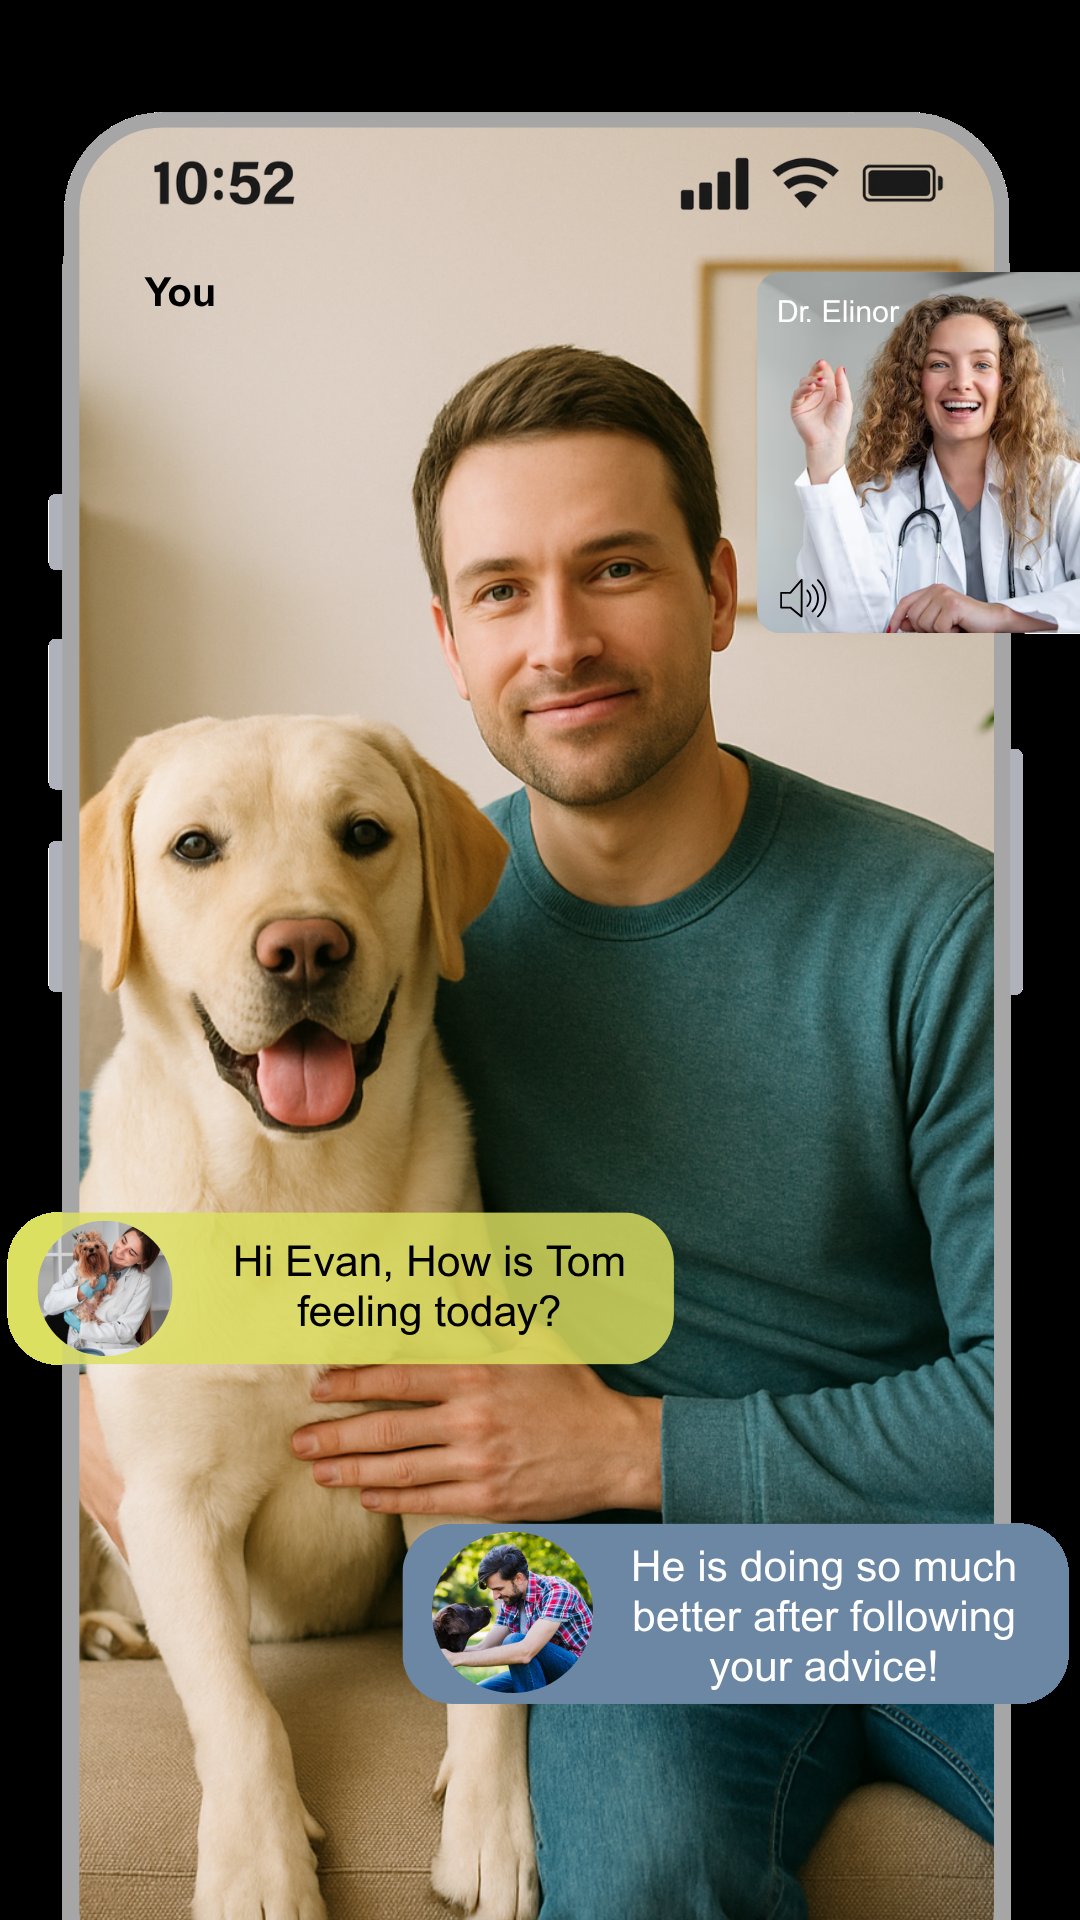 10:52
You
Dr. Elinor
Hi Evan, How is Tom
feeling today?
He is doing so much
better after following
your advice!